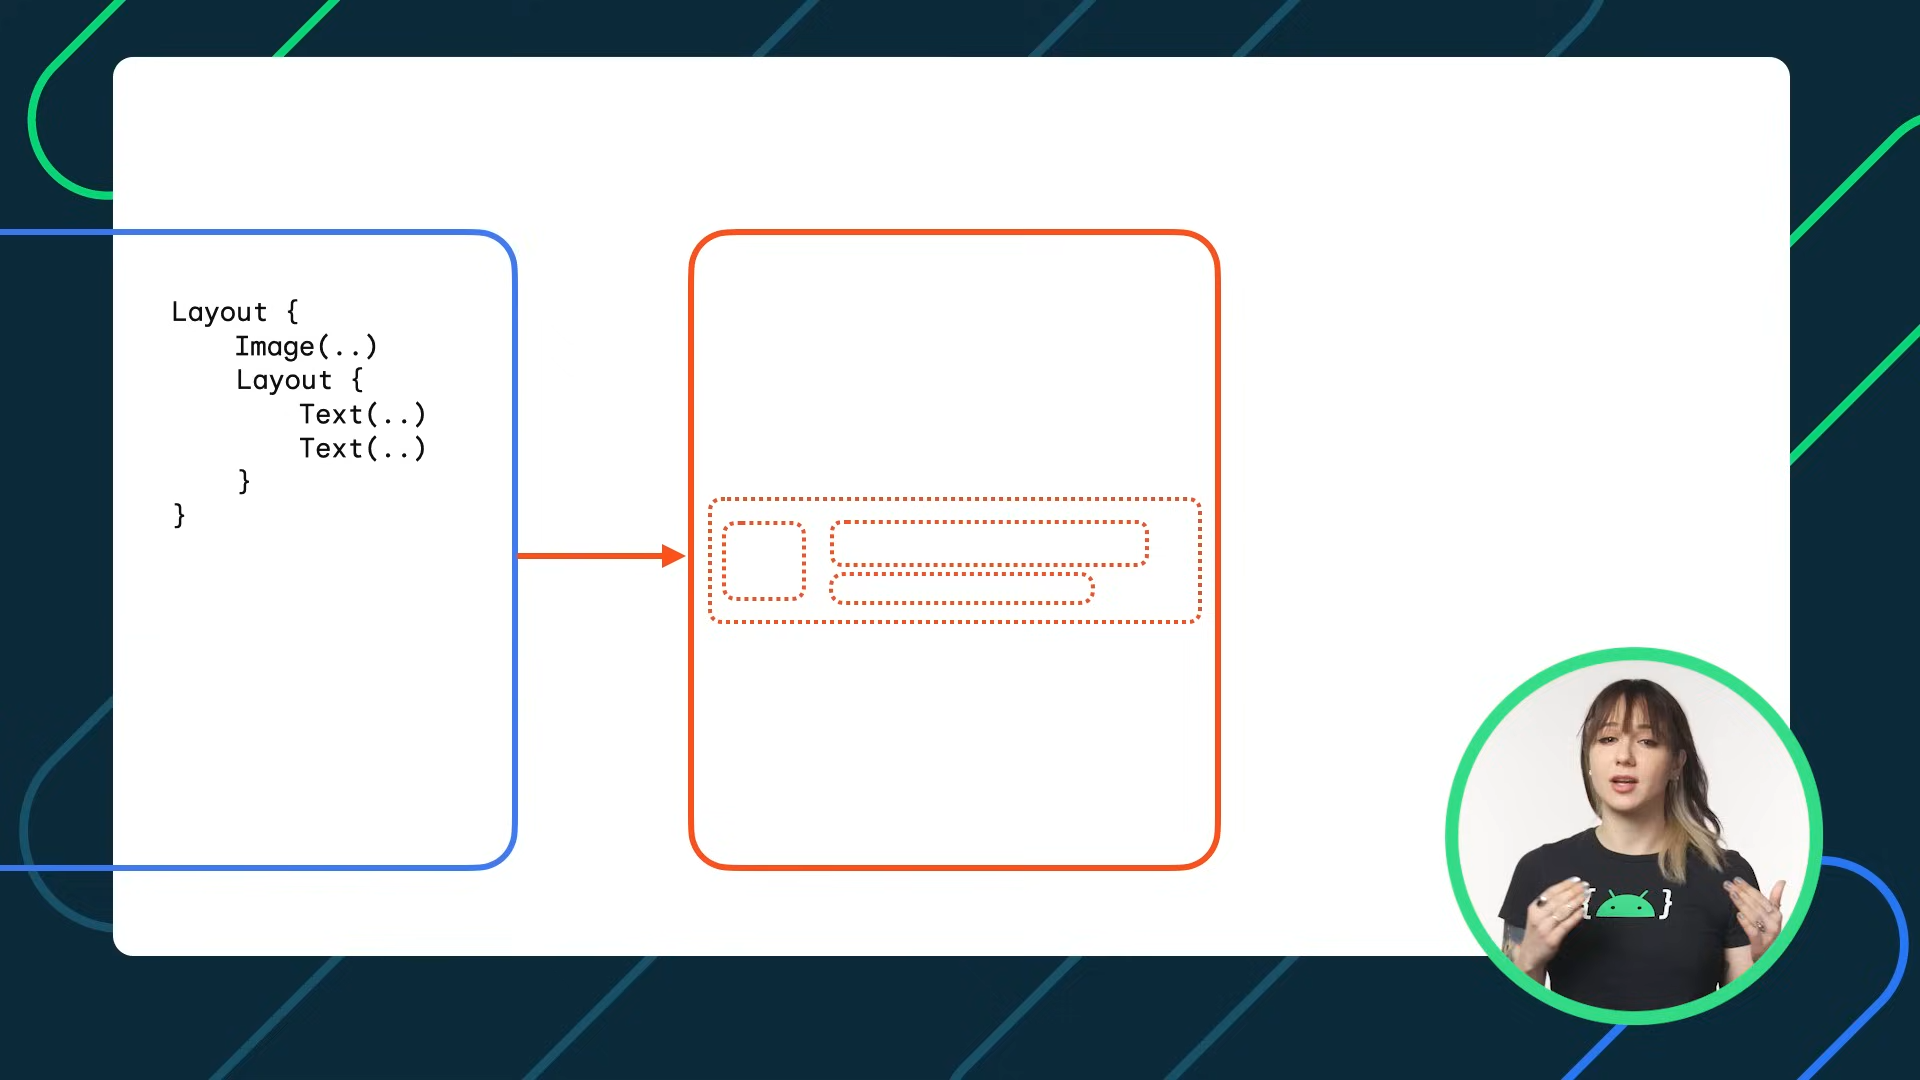 Layout {
Image(..)
Layout {
Text(..)
Text(..)
}
}
{ }